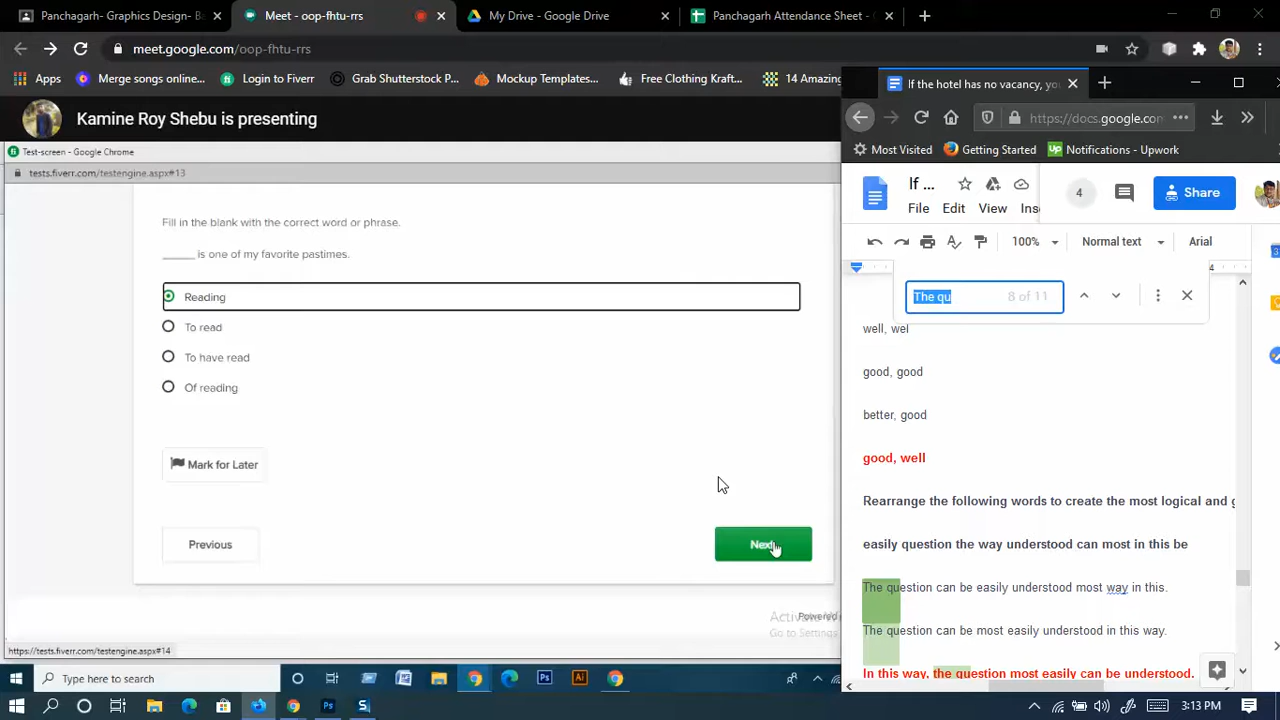 Panchagarh- Graphics Design- Ba
Meet - oop-fhtu-rrs
My Drive - Google Drive
Panchagarh Attendance Sheet -
meet.google.com/oop-fhtu-rrs
Apps
Merge songs online...
Login to Fiverr
Grab Shutterstock P...
Mockup Templates...
Free Clothing Kraft...
14 Amazing
Kamine Roy Shebu is presenting
Test-screen - Google Chrome
tests.fiverr.com/testengine.aspx#13
Fill in the blank with the correct word or phrase.
_____ is one of my favorite pastimes.
Reading
To read
To have read
Of reading
Mark for Later
Previous
Next
Powered
Go to Settings
https://tests.fiverr.com/testengine.aspx#14
Type here to search
If the hotel has no vacancy, yo
https://docs.google.com
Most Visited
Getting Started
Notifications - Upwork
If ...
4
Share
File
Edit
View
Ins
100%
Normal text
Arial
4
The qu
8 of 11
well, wel
good, good
better, good
good, well
Rearrange the following words to create the most logical and g
easily question the way understood can most in this be
The question can be easily understood most way in this.
The question can be most easily understood in this way.
In this way, the question most easily can be understood.
3:13 PM